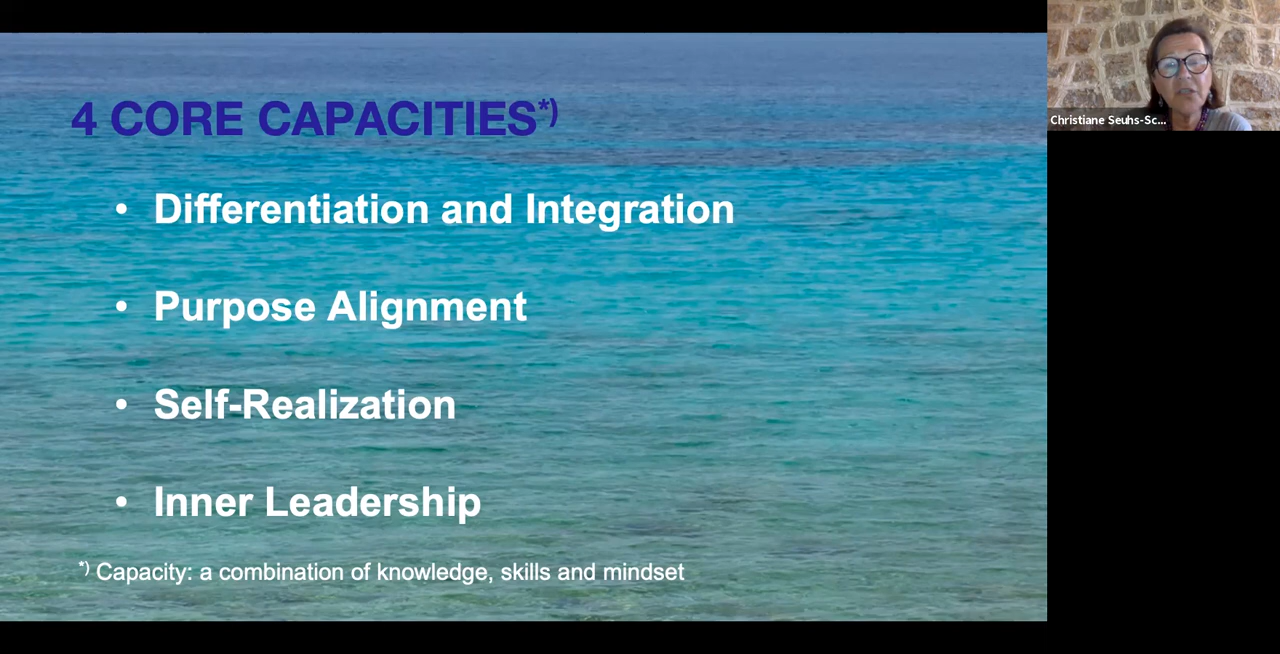 4 CORE CAPACITIES*)
• Differentiation and Integration
• Purpose Alignment
• Self-Realization
• Inner Leadership
*) Capacity: a combination of knowledge, skills and mindset
Christiane Seuhs-Sc...